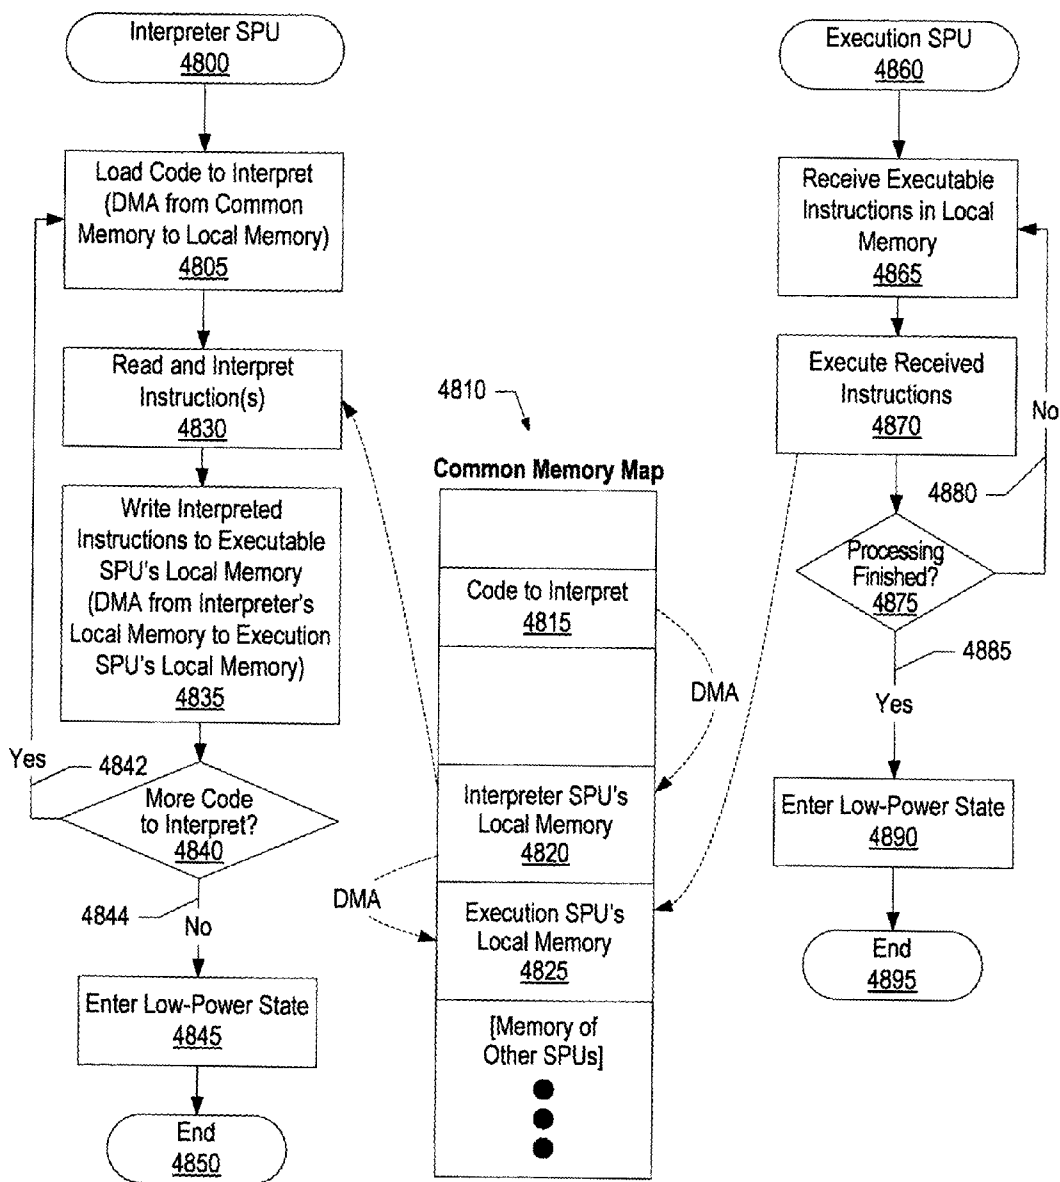 Interpreter SPU
4800
Load Code to Interpret
(DMA from Common
Memory to Local Memory)
4805
Read and Interpret
Instruction(s)
4830
Write Interpreted
Instructions to Executable
SPU's Local Memory
(DMA from Interpreter's
Local Memory to Execution
SPU's Local Memory)
4835
Yes
4842
More Code
to Interpret?
4840
4844
No
Enter Low-Power State
4845
End
4850
4810
Common Memory Map
Code to Interpret
4815
DMA
Interpreter SPU's
Local Memory
4820
DMA
Execution SPU's
Local Memory
4825
[Memory of
Other SPUs]
Execution SPU
4860
Receive Executable
Instructions in Local
Memory
4865
Execute Received
Instructions
4870
No
4880
Processing
Finished?
4875
4885
Yes
Enter Low-Power State
4890
End
4895